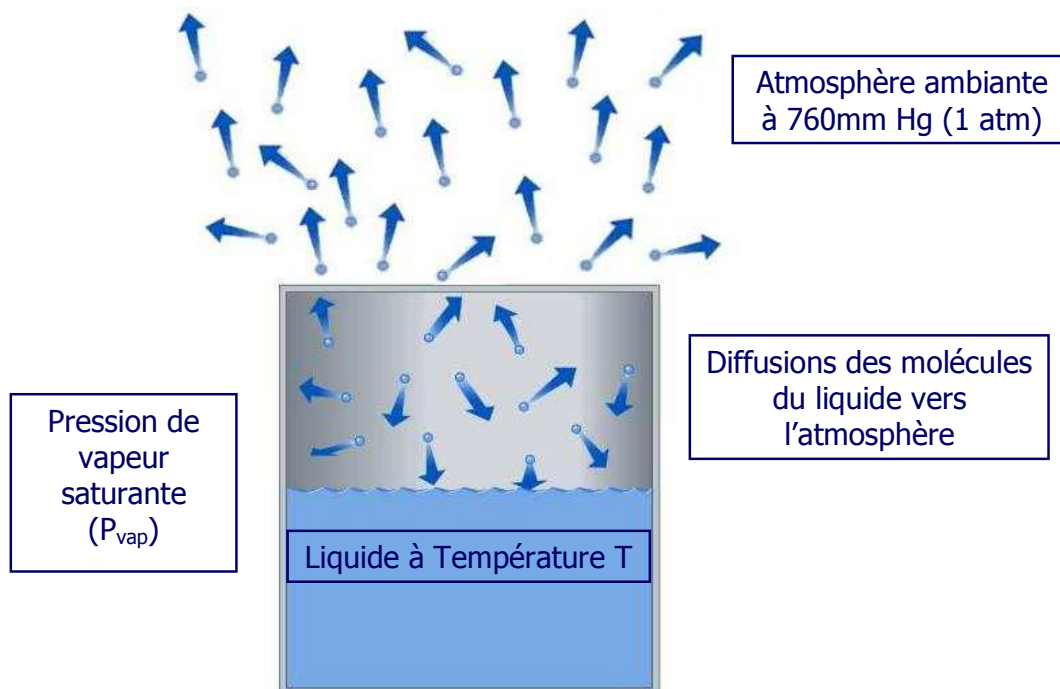 Atmosphère ambiante
à 760mm Hg (1 atm)
Diffusions des molécules
du liquide vers
l'atmosphère
Pression de
vapeur
saturante
(Pvap)
Liquide à Température T